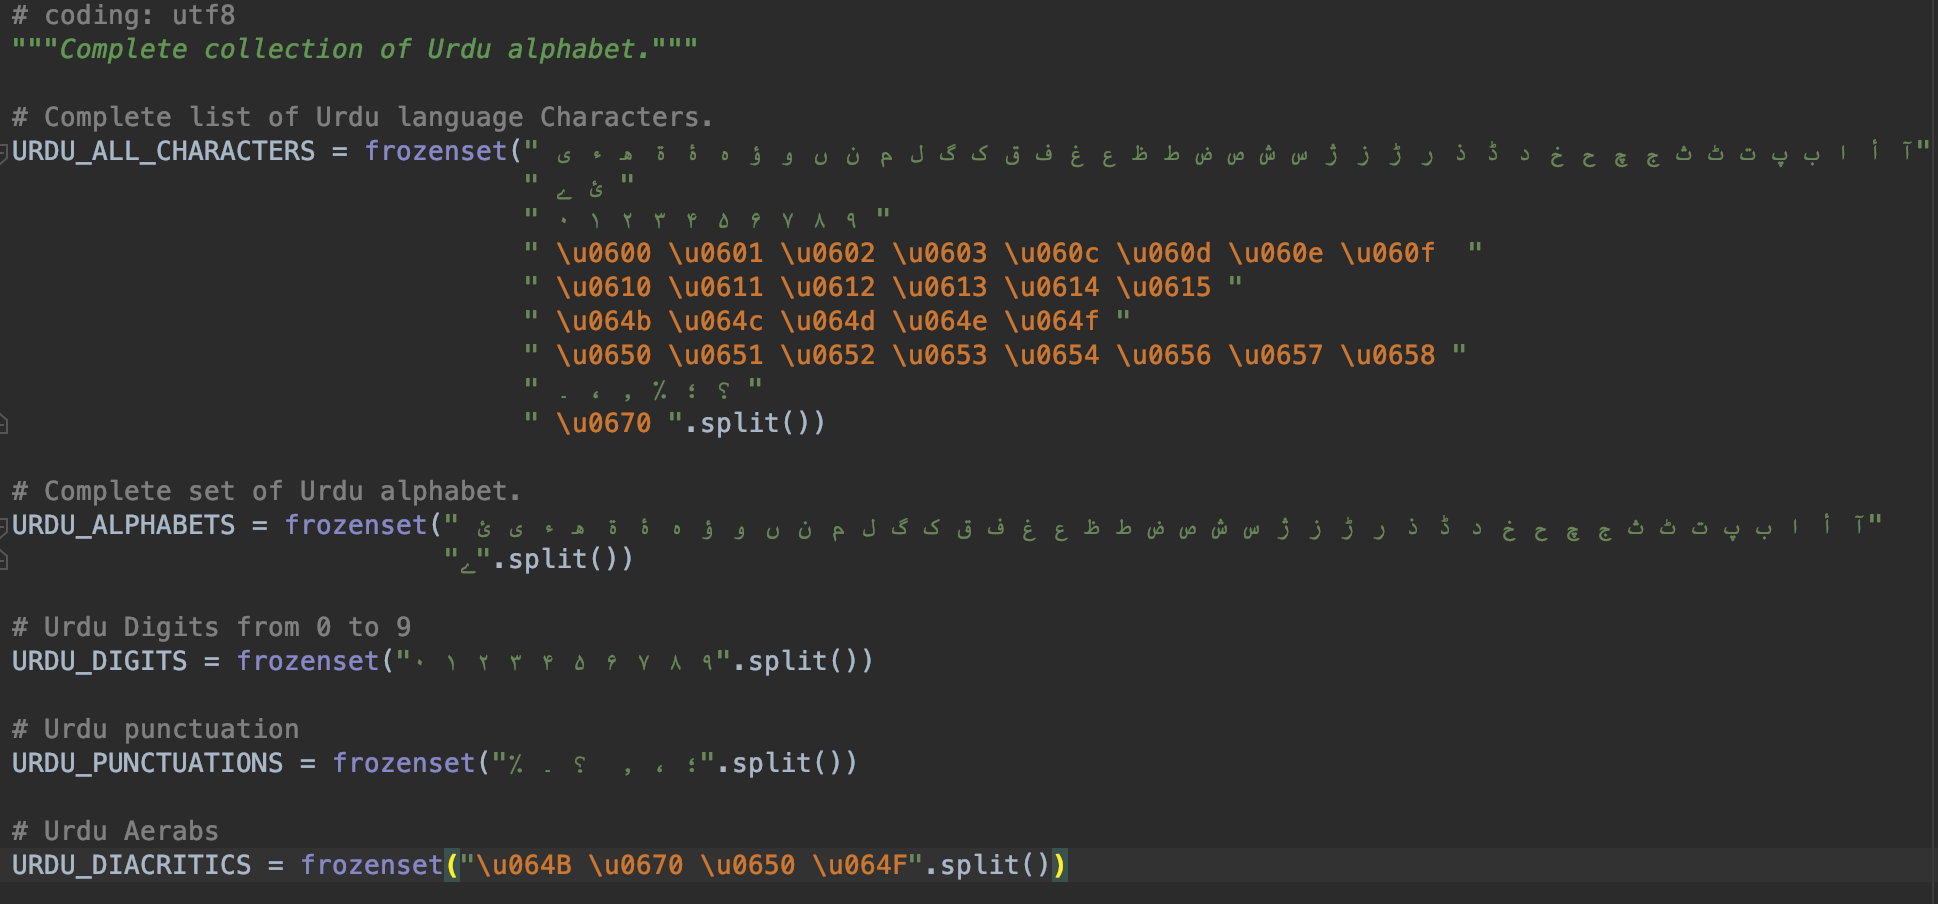 # coding: utf8
"""Complete collection of Urdu alphabet."""
# Complete list of Urdu language Characters.
URDU_ALL_CHARACTERS = frozenset(" آ أ ا ب پ ت ٹ ث ج چ ح خ د ڈ ذ ر ڑ ز ژ س ش ص ض ط ظ ع غ ف ق ک گ ل م ن ں و ؤ ہ ۂ ة ھ ء ی"
" ئ ے "
" ۰ ۱ ۲ ۳ ۴ ۵ ۶ ۷ ۸ ۹ "
" \u0600 \u0601 \u0602 \u0603 \u060c \u060d \u060e \u060f  "
" \u0610 \u0611 \u0612 \u0613 \u0614 \u0615 "
" \u064b \u064c \u064d \u064e \u064f "
" \u0650 \u0651 \u0652 \u0653 \u0654 \u0656 \u0657 \u0658 "
" ۔ ، , ٪ ؛ ؟ "
" \u0670 ".split())
# Complete set of Urdu alphabet.
URDU_ALPHABETS = frozenset(" آ أ ا ب پ ت ٹ ث ج چ ح خ د ڈ ذ ر ڑ ز ژ س ش ص ض ط ظ ع غ ف ق ک گ ل م ن ں و ؤ ہ ۂ ة ھ ء ی ئ"
"ے".split())
# Urdu Digits from 0 to 9
URDU_DIGITS = frozenset("۰ ۱ ۲ ۳ ۴ ۵ ۶ ۷ ۸ ۹".split())
# Urdu punctuation
URDU_PUNCTUATIONS = frozenset("؛ ، ,  ؟ ۔ ٪".split())
# Urdu Aerabs
URDU_DIACRITICS = frozenset("\u064B \u0670 \u0650 \u064F".split())